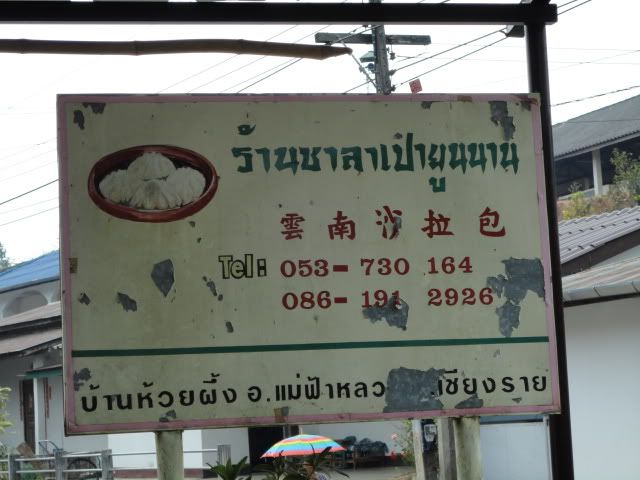 ร้านซาลาเปายูนนาน
雲南沙拉包
Tel: 053-730 164
086-191 2926
บ้านห้วยผึ้ง อ.แม่ฟ้าหลว เชียงราย